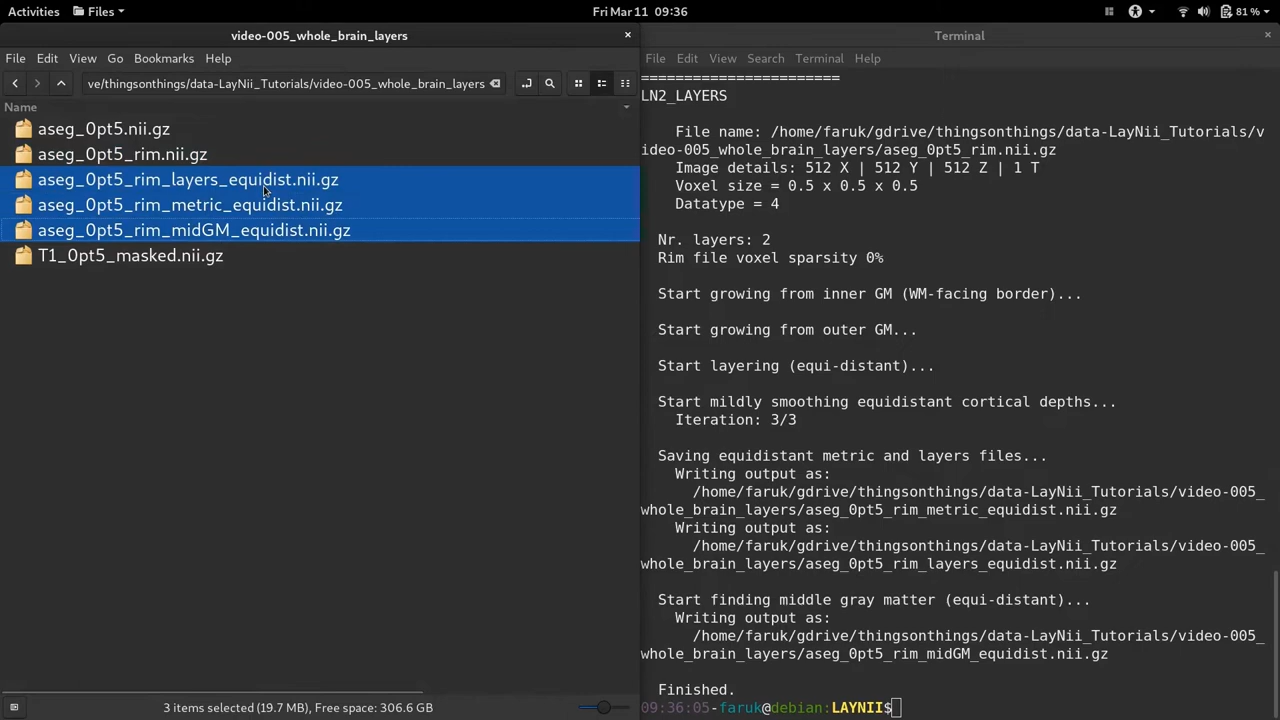 Activities Files Fri Mar 11 09:36 81 %
video-005_whole_brain_layers
File Edit View Go Bookmarks Help
ve/thingsonthings/data-LayNii_Tutorials/video-005_whole_brain_layers
Name
aseg_0pt5.nii.gz
aseg_0pt5_rim.nii.gz
aseg_0pt5_rim_layers_equidist.nii.gz
aseg_0pt5_rim_metric_equidist.nii.gz
aseg_0pt5_rim_midGM_equidist.nii.gz
T1_0pt5_masked.nii.gz
3 items selected (19.7 MB), Free space: 306.6 GB
Terminal
File Edit View Search Terminal Help
=======================
LN2_LAYERS
File name: /home/faruk/gdrive/thingsonthings/data-LayNii_Tutorials/v
ideo-005_whole_brain_layers/aseg_0pt5_rim.nii.gz
Image details: 512 X | 512 Y | 512 Z | 1 T
Voxel size = 0.5 x 0.5 x 0.5
Datatype = 4
Nr. layers: 2
Rim file voxel sparsity 0%
Start growing from inner GM (WM-facing border)...
Start growing from outer GM...
Start layering (equi-distant)...
Start mildly smoothing equidistant cortical depths...
Iteration: 3/3
Saving equidistant metric and layers files...
Writing output as:
/home/faruk/gdrive/thingsonthings/data-LayNii_Tutorials/video-005_
whole_brain_layers/aseg_0pt5_rim_metric_equidist.nii.gz
Writing output as:
/home/faruk/gdrive/thingsonthings/data-LayNii_Tutorials/video-005_
whole_brain_layers/aseg_0pt5_rim_layers_equidist.nii.gz
Start finding middle gray matter (equi-distant)...
Writing output as:
/home/faruk/gdrive/thingsonthings/data-LayNii_Tutorials/video-005_
whole_brain_layers/aseg_0pt5_rim_midGM_equidist.nii.gz
Finished.
09:36:05-faruk@debian:LAYNII$